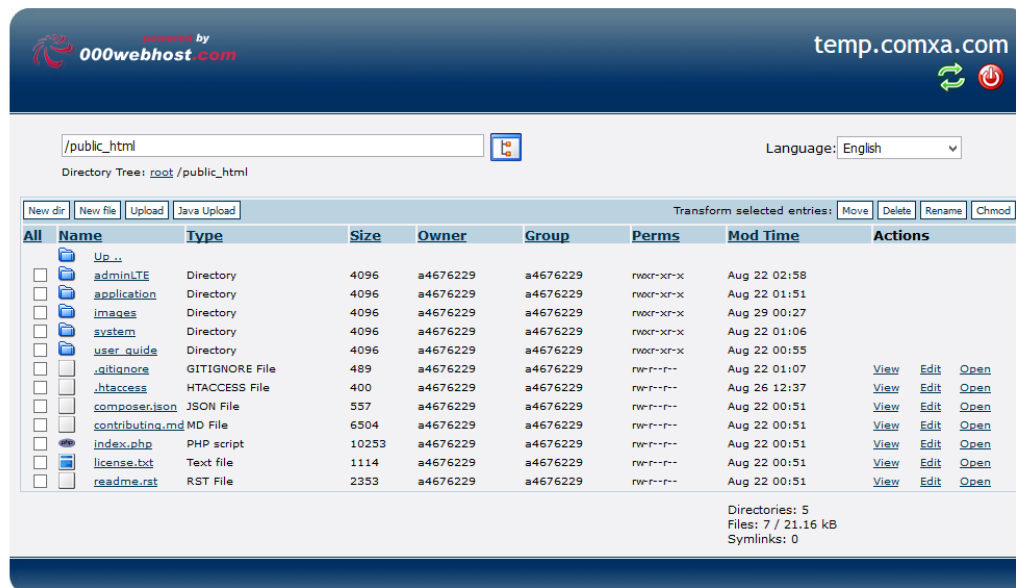 powered by
000webhost.com
temp.comxa.com
/public_html
Language: English
Directory Tree: root /public_html
New dir New file Upload Java Upload Transform selected entries: Move Delete Rename Chmod
All Name Type Size Owner Group Perms Mod Time Actions
Up ..
adminLTE Directory 4096 a4676229 a4676229 rwxr-xr-x Aug 22 02:58
application Directory 4096 a4676229 a4676229 rwxr-xr-x Aug 22 01:51
images Directory 4096 a4676229 a4676229 rwxr-xr-x Aug 29 00:27
system Directory 4096 a4676229 a4676229 rwxr-xr-x Aug 22 01:06
user_guide Directory 4096 a4676229 a4676229 rwxr-xr-x Aug 22 00:55
.gitignore GITIGNORE File 489 a4676229 a4676229 rw-r--r-- Aug 22 01:07 View Edit Open
.htaccess HTACCESS File 400 a4676229 a4676229 rw-r--r-- Aug 26 12:37 View Edit Open
composer.json JSON File 557 a4676229 a4676229 rw-r--r-- Aug 22 00:51 View Edit Open
contributing.md MD File 6504 a4676229 a4676229 rw-r--r-- Aug 22 00:51 View Edit Open
php index.php PHP script 10253 a4676229 a4676229 rw-r--r-- Aug 22 00:51 View Edit Open
license.txt Text file 1114 a4676229 a4676229 rw-r--r-- Aug 22 00:51 View Edit Open
readme.rst RST File 2353 a4676229 a4676229 rw-r--r-- Aug 22 00:51 View Edit Open
Directories: 5
Files: 7 / 21.16 kB
Symlinks: 0